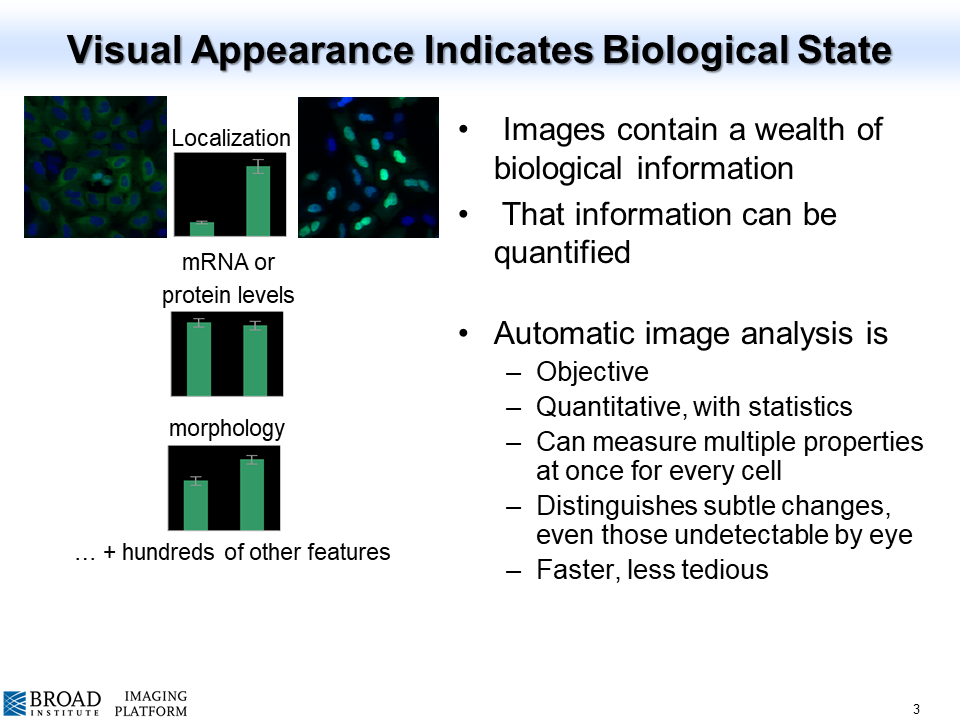 Visual Appearance Indicates Biological State
Localization
mRNA or
protein levels
morphology
… + hundreds of other features
• Images contain a wealth of
biological information
• That information can be
quantified
• Automatic image analysis is
– Objective
– Quantitative, with statistics
– Can measure multiple properties
at once for every cell
– Distinguishes subtle changes,
even those undetectable by eye
– Faster, less tedious
BROAD
INSTITUTE
IMAGING
PLATFORM
3